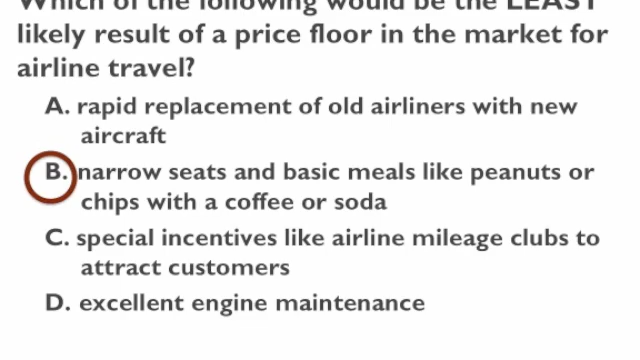 Which of the following would be the LEAST
likely result of a price floor in the market for
airline travel?
A. rapid replacement of old airliners with new
aircraft
B. narrow seats and basic meals like peanuts or
chips with a coffee or soda
C. special incentives like airline mileage clubs to
attract customers
D. excellent engine maintenance